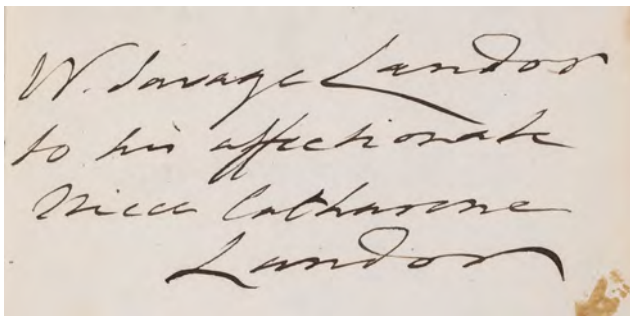 W. Savage Landor
to his affectionate
Niece Catharine
Landor